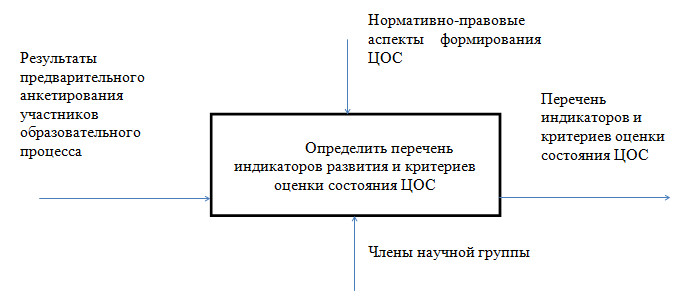 Нормативно-правовые
аспекты формирования
ЦОС
Результаты
предварительного
анкетирования
участников
образовательного
процесса
Перечень
индикаторов и
критериев оценки
состояния ЦОС
Определить перечень
индикаторов развития и критериев
оценки состояния ЦОС
Члены научной группы